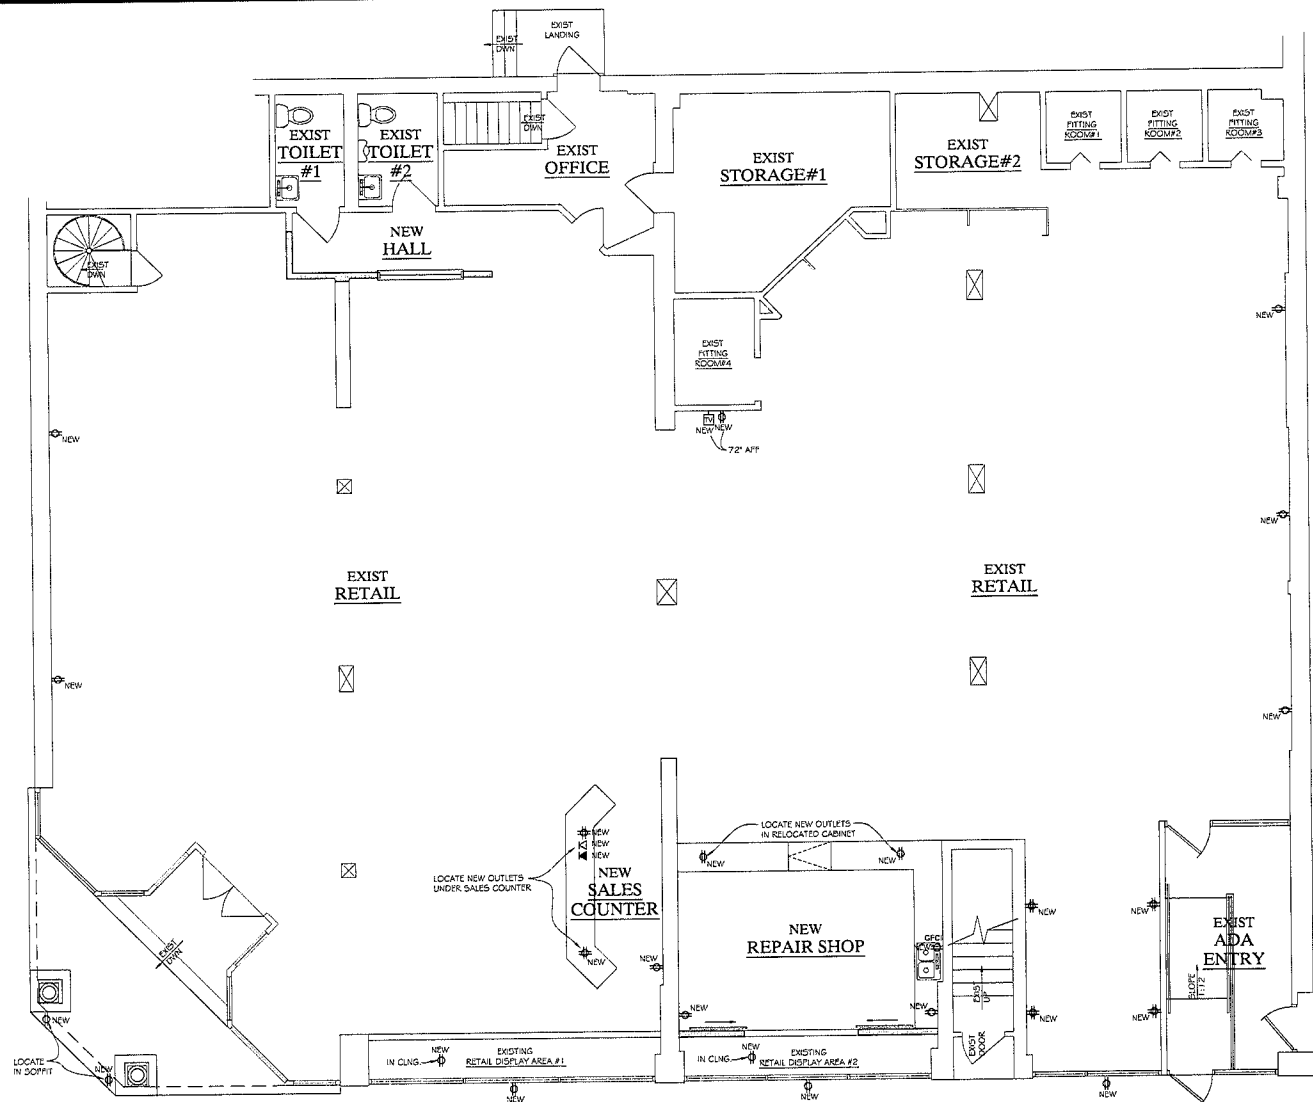 EXIST
LANDING
EXIST
DWN
EXIST
TOILET
#1
EXIST
TOILET
#2
EXIST
DWN
EXIST
OFFICE
EXIST
STORAGE#1
EXIST
STORAGE#2
EXIST
FITTING
ROOM#1
EXIST
FITTING
ROOM#2
EXIST
FITTING
ROOM#3
NEW
HALL
EXIST
DWN
NEW
EXIST
FITTING
ROOM#4
TV
NEW
NEW
72" AFF
NEW
NEW
EXIST
RETAIL
EXIST
RETAIL
NEW
NEW
NEW
NEW
NEW
LOCATE NEW OUTLETS
UNDER SALES COUNTER
NEW
SALES
COUNTER
NEW
NEW
LOCATE NEW OUTLETS
IN RELOCATED CABINET
NEW
NEW
NEW
REPAIR SHOP
GFCI
NEW
NEW
EXIST
UP
EXIST
DOOR
NEW
NEW
NEW
NEW
EXIST
ADA
ENTRY
SLOPE
1:12
EXIST
DWN
NEW
LOCATE
IN SOFFIT
NEW
NEW
IN CLNG.
EXISTING
RETAIL DISPLAY AREA #1
NEW
NEW
IN CLNG.
EXISTING
RETAIL DISPLAY AREA #2
NEW
NEW